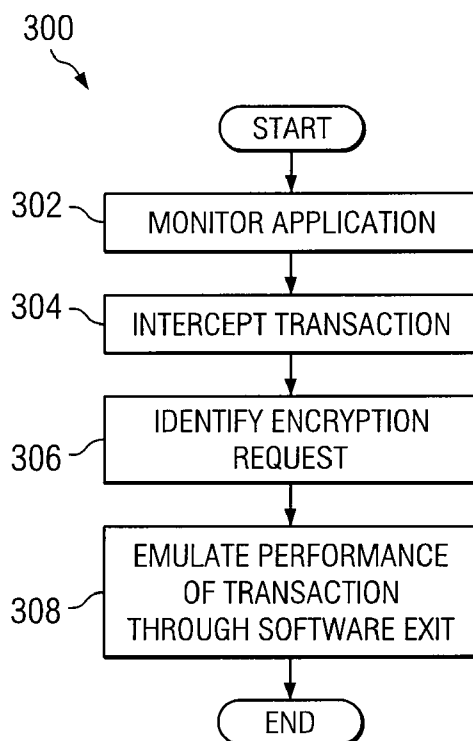 300
START
302
MONITOR APPLICATION
304
INTERCEPT TRANSACTION
306
IDENTIFY ENCRYPTION
REQUEST
308
EMULATE PERFORMANCE
OF TRANSACTION
THROUGH SOFTWARE EXIT
END